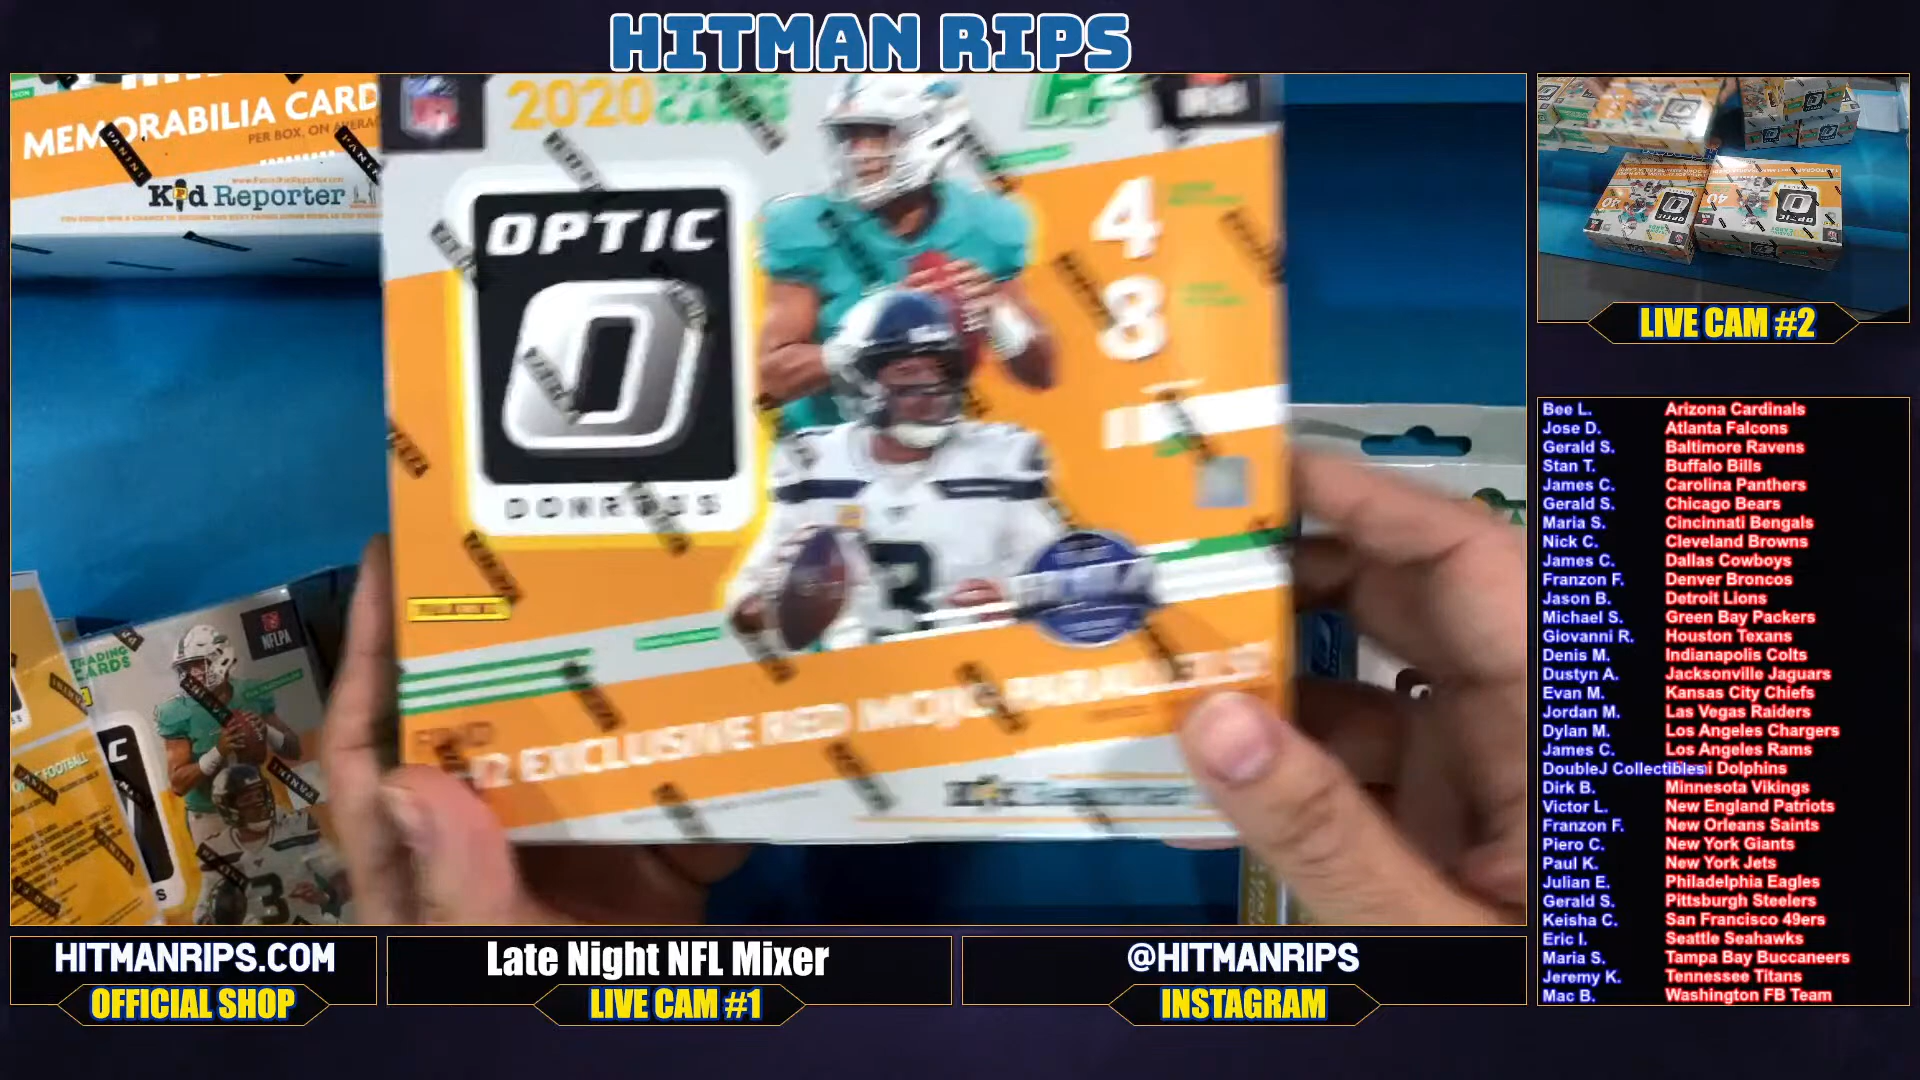 HITMAN RIPS
MEMORABILIA CARD
PER BOX, ON AVERAG
Kid Reporter
2020
OPTIC
DONRUSS
4
8
3
12 EXCLUSIVE RED MOJO PARALLELS!
TRADING
CARDS
NFLPA
FOOTBALL
3
LIVE CAM #2
Bee L. Arizona Cardinals
Jose D. Atlanta Falcons
Gerald S. Baltimore Ravens
Stan T. Buffalo Bills
James C. Carolina Panthers
Gerald S. Chicago Bears
Maria S. Cincinnati Bengals
Nick C. Cleveland Browns
James C. Dallas Cowboys
Franzon F. Denver Broncos
Jason B. Detroit Lions
Michael S. Green Bay Packers
Giovanni R. Houston Texans
Denis M. Indianapolis Colts
Dustyn A. Jacksonville Jaguars
Evan M. Kansas City Chiefs
Jordan M. Las Vegas Raiders
Dylan M. Los Angeles Chargers
James C. Los Angeles Rams
DoubleJ Collectibles Dolphins
Dirk B. Minnesota Vikings
Victor L. New England Patriots
Franzon F. New Orleans Saints
Piero C. New York Giants
Paul K. New York Jets
Julian E. Philadelphia Eagles
Gerald S. Pittsburgh Steelers
Keisha C. San Francisco 49ers
Eric I. Seattle Seahawks
Maria S. Tampa Bay Buccaneers
Jeremy K. Tennessee Titans
Mac B. Washington FB Team
HITMANRIPS.COM
OFFICIAL SHOP
Late Night NFL Mixer
LIVE CAM #1
@HITMANRIPS
INSTAGRAM